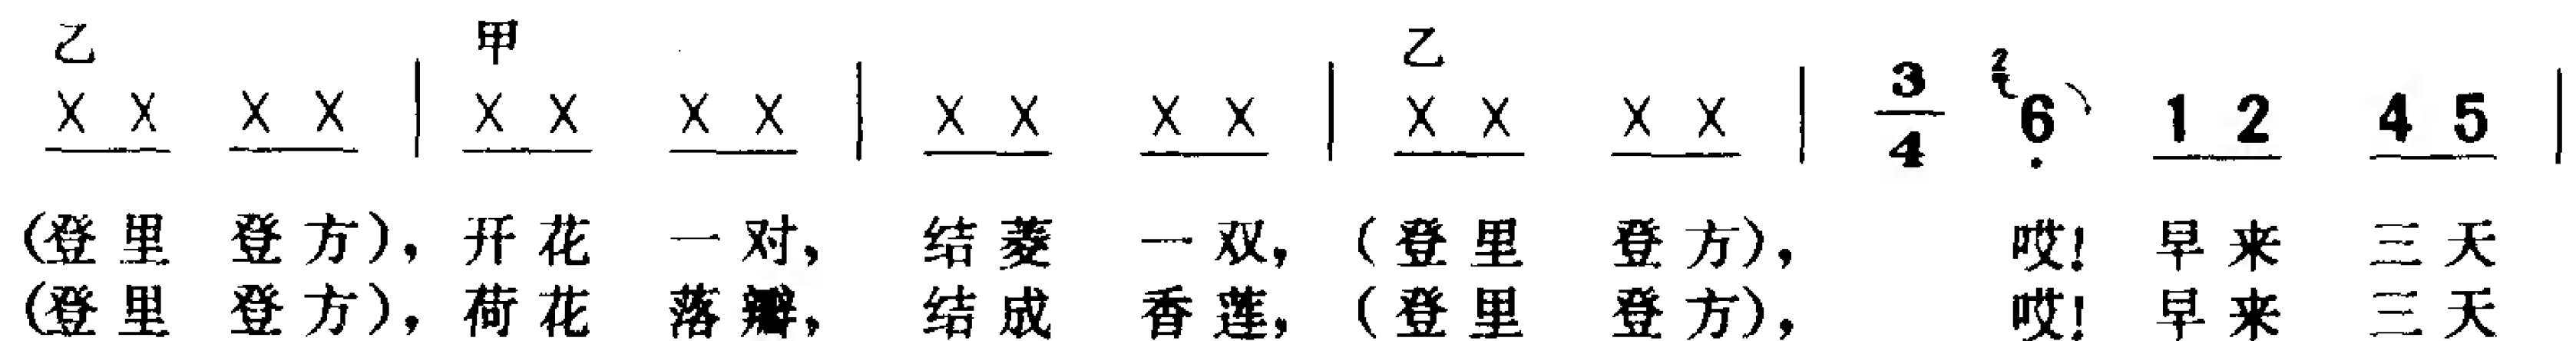 乙 甲 乙
X X X X | X X X X | X X X X | X X X X | 3/4 2 6 1 2 4 5 |
(登里 登方), 开花 一对, 结菱 一双, (登里 登方), 哎! 早来 三天
(登里 登方), 荷花 落瓣, 结成 香莲, (登里 登方), 哎! 早来 三天